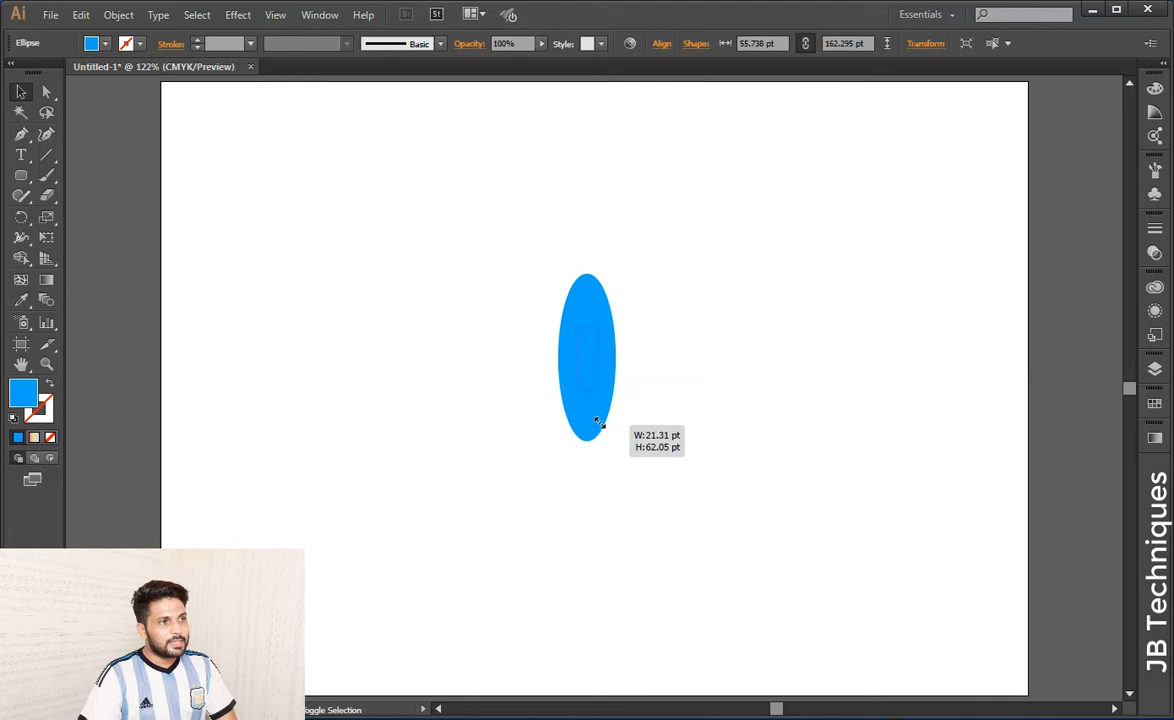 Ai File Edit Object Type Select Effect View Window Help Br St Essentials
Ellipse Stroke: Basic Opacity: 100% Style: Align Shape: 55.738 pt 162.295 pt Transform
Untitled-1* @ 122% (CMYK/Preview) ×
W:21.31 pt
H:62.05 pt
JB Techniques
oggle Selection